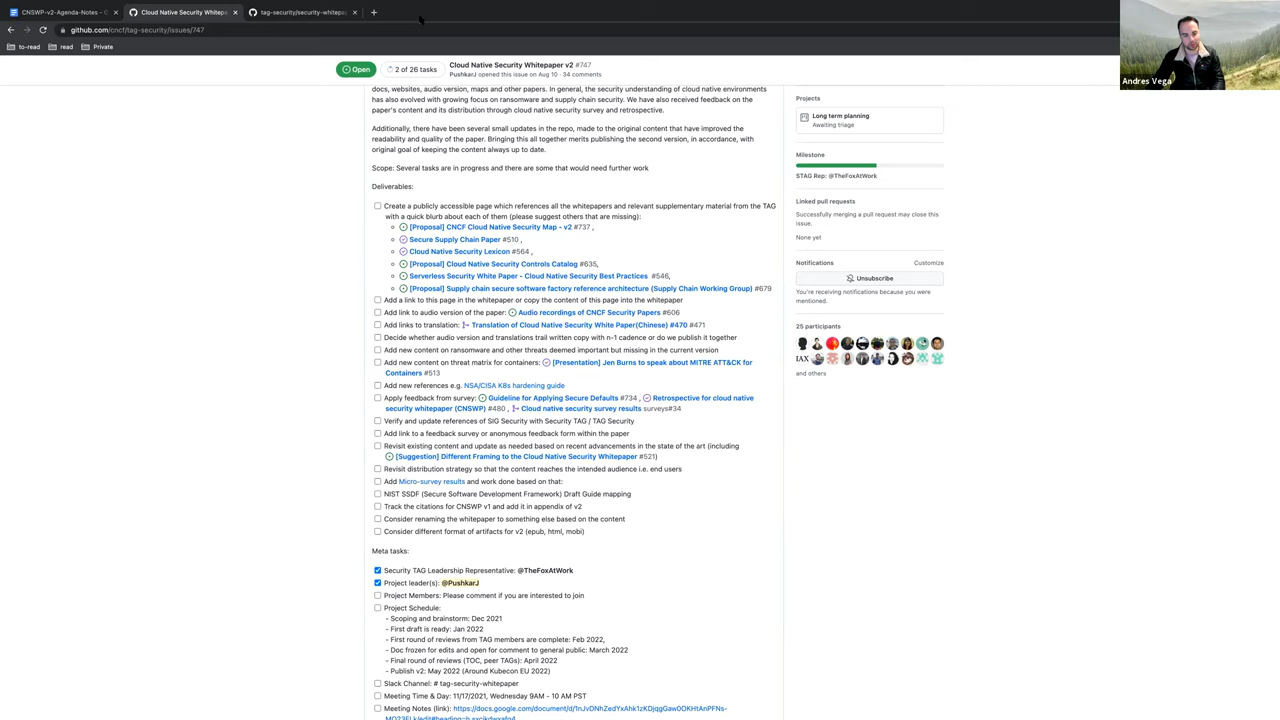 CNSWP-v2-Agenda-Notes - G
Cloud Native Security Whitep
tag-security/security-whitepap
github.com/cncf/tag-security/issues/747
to-read
read
Private
Andres Vega
Open
2 of 26 tasks
Cloud Native Security Whitepaper v2 #747
PushkarJ opened this issue on Aug 10 · 34 comments
docs, websites, audio version, maps and other papers. In general, the security understanding of cloud native environments
has also evolved with growing focus on ransomware and supply chain security. We have also received feedback on the
paper's content and its distribution through cloud native security survey and retrospective.
Additionally, there have been several small updates in the repo, made to the original content that have improved the
readability and quality of the paper. Bringing this all together merits publishing the second version, in accordance, with
original goal of keeping the content always up to date.
Scope: Several tasks are in progress and there are some that would need further work
Deliverables:
Create a publicly accessible page which references all the whitepapers and relevant supplementary material from the TAG
with a quick blurb about each of them (please suggest others that are missing):
[Proposal] CNCF Cloud Native Security Map - v2 #737 ,
Secure Supply Chain Paper #510 ,
Cloud Native Security Lexicon #564 ,
[Proposal] Cloud Native Security Controls Catalog #635,
Serverless Security White Paper - Cloud Native Security Best Practices #546,
[Proposal] Supply chain secure software factory reference architecture (Supply Chain Working Group) #679
Add a link to this page in the whitepaper or copy the content of this page into the whitepaper
Add link to audio version of the paper: Audio recordings of CNCF Security Papers #606
Add links to translation: Translation of Cloud Native Security White Paper(Chinese) #470 #471
Decide whether audio version and translations trail written copy with n-1 cadence or do we publish it together
Add new content on ransomware and other threats deemed important but missing in the current version
Add new content on threat matrix for containers: [Presentation] Jen Burns to speak about MITRE ATT&CK for
Containers #513
Add new references e.g. NSA/CISA K8s hardening guide
Apply feedback from survey: Guideline for Applying Secure Defaults #734 , Retrospective for cloud native
security whitepaper (CNSWP) #480 , Cloud native security survey results surveys#34
Verify and update references of SIG Security with Security TAG / TAG Security
Add link to a feedback survey or anonymous feedback form within the paper
Revisit existing content and update as needed based on recent advancements in the state of the art (including
[Suggestion] Different Framing to the Cloud Native Security Whitepaper #521)
Revisit distribution strategy so that the content reaches the intended audience i.e. end users
Add Micro-survey results and work done based on that:
NIST SSDF (Secure Software Development Framework) Draft Guide mapping
Track the citations for CNSWP v1 and add it in appendix of v2
Consider renaming the whitepaper to something else based on the content
Consider different format of artifacts for v2 (epub, html, mobi)
Meta tasks:
Security TAG Leadership Representative: @TheFoxAtWork
Project leader(s): @PushkarJ
Project Members: Please comment if you are interested to join
Project Schedule:
- Scoping and brainstorm: Dec 2021
- First draft is ready: Jan 2022
- First round of reviews from TAG members are complete: Feb 2022,
- Doc frozen for edits and open for comment to general public: March 2022
- Final round of reviews (TOC, peer TAGs): April 2022
- Publish v2: May 2022 (Around Kubecon EU 2022)
Slack Channel: # tag-security-whitepaper
Meeting Time & Day: 11/17/2021, Wednesday 9AM - 10 AM PST
Meeting Notes (link):
Projects
Long term planning
Awaiting triage
Milestone
STAG Rep: @TheFoxAtWork
Linked pull requests
Successfully merging a pull request may close this
issue.
None yet
Notifications
Customize
Unsubscribe
You're receiving notifications because you were
mentioned.
25 participants
IAX
and others